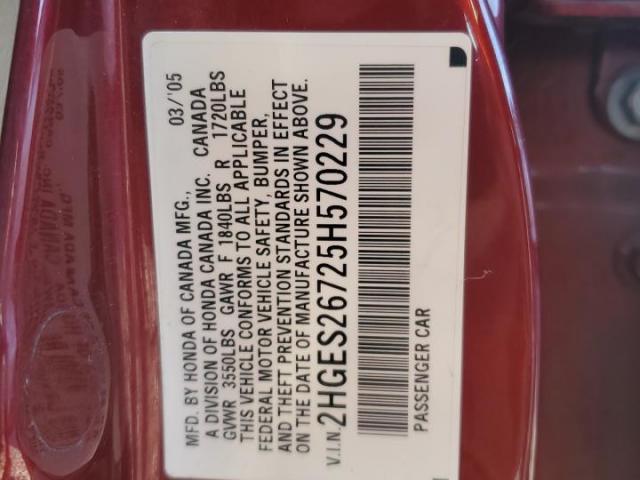 MFD. BY HONDA OF CANADA MFG., 03/'05
A DIVISION OF HONDA CANADA INC. CANADA
GVWR 3550LBS GAWR F 1840LBS R 1720LBS
THIS VEHICLE CONFORMS TO ALL APPLICABLE
FEDERAL MOTOR VEHICLE SAFETY, BUMPER,
AND THEFT PREVENTION STANDARDS IN EFFECT
ON THE DATE OF MANUFACTURE SHOWN ABOVE.
V.I.N. 2HGES26725H570229
PASSENGER CAR